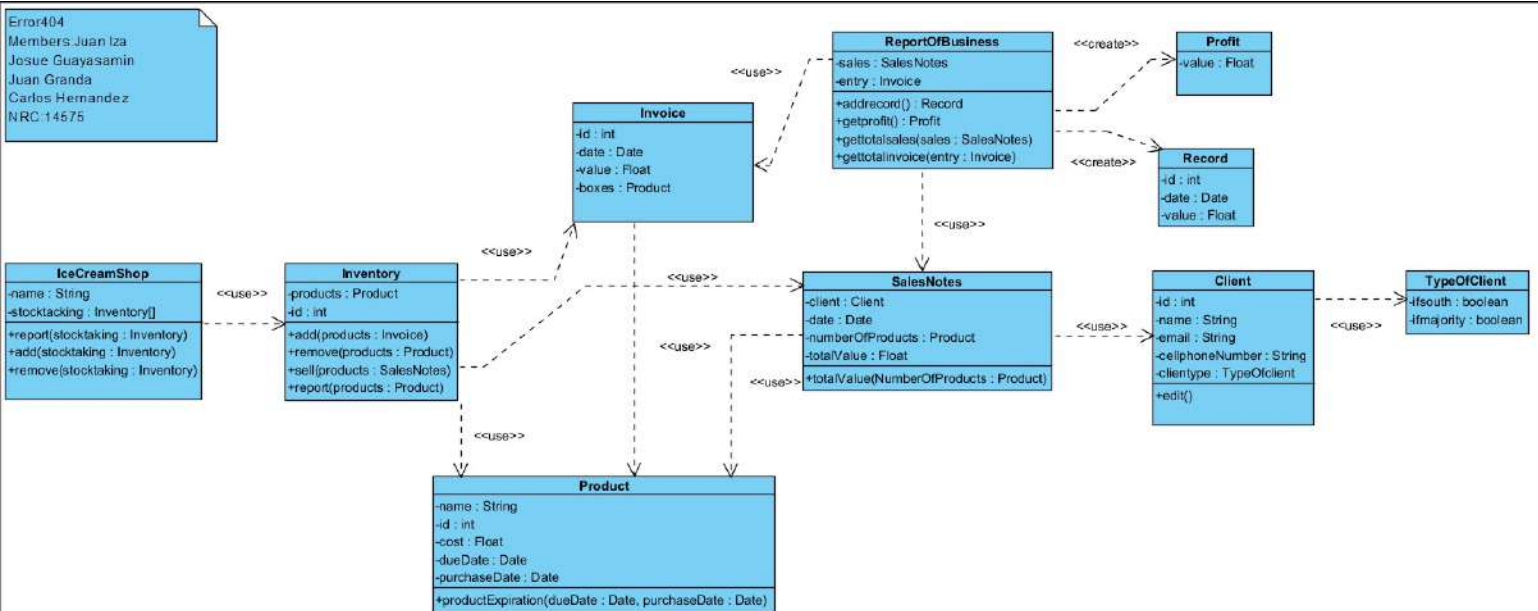 Error404
Members:Juan Iza
Josue Guayasamin
Juan Granda
Carlos Hernandez
NRC:14575
ReportOfBusiness
-sales : SalesNotes
-entry : Invoice
+addrecord() : Record
+getprofit() : Profit
+gettotalsales(sales : SalesNotes)
+gettotalinvoice(entry : Invoice)
<<create>>
Profit
-value : Float
<<use>>
Invoice
-id : int
-date : Date
-value : Float
-boxes : Product
<<create>>
Record
-id : int
-date : Date
-value : Float
<<use>>
<<use>>
IceCreamShop
-name : String
-stocktacking : Inventory[]
+report(stocktaking : Inventory)
+add(stocktaking : Inventory)
+remove(stocktaking : Inventory)
<<use>>
Inventory
-products : Product
-id : int
+add(products : Invoice)
+remove(products : Product)
+sell(products : SalesNotes)
+report(products : Product)
<<use>>
SalesNotes
-client : Client
-date : Date
-numberOfProducts : Product
-totalValue : Float
+totalValue(NumberOfProducts : Product)
<<use>>
Client
-id : int
-name : String
-email : String
-cellphoneNumber : String
-clientype : TypeOfclient
+edit()
<<use>>
TypeOfClient
-ifsouth : boolean
-ifmajority : boolean
<<use>>
<<use>>
<<use>>
Product
-name : String
-id : int
-cost : Float
-dueDate : Date
-purchaseDate : Date
+productExpiration(dueDate : Date, purchaseDate : Date)